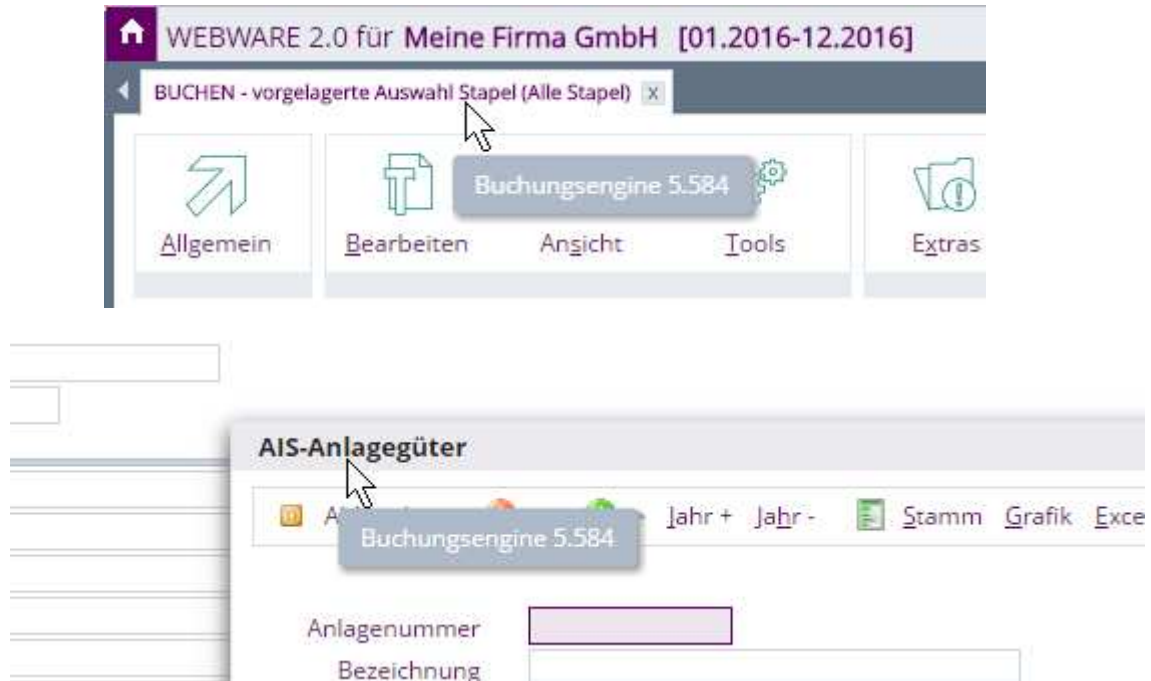 WEBWARE 2.0 für Meine Firma GmbH [01.2016-12.2016]
BUCHEN - vorgelagerte Auswahl Stapel (Alle Stapel) x
Buchungsengine 5.584
Allgemein Bearbeiten Ansicht Tools Extras
AIS-Anlagegüter
Jahr + Jahr - Stamm Grafik Exce
Buchungsengine 5.584
Anlagenummer
Bezeichnung